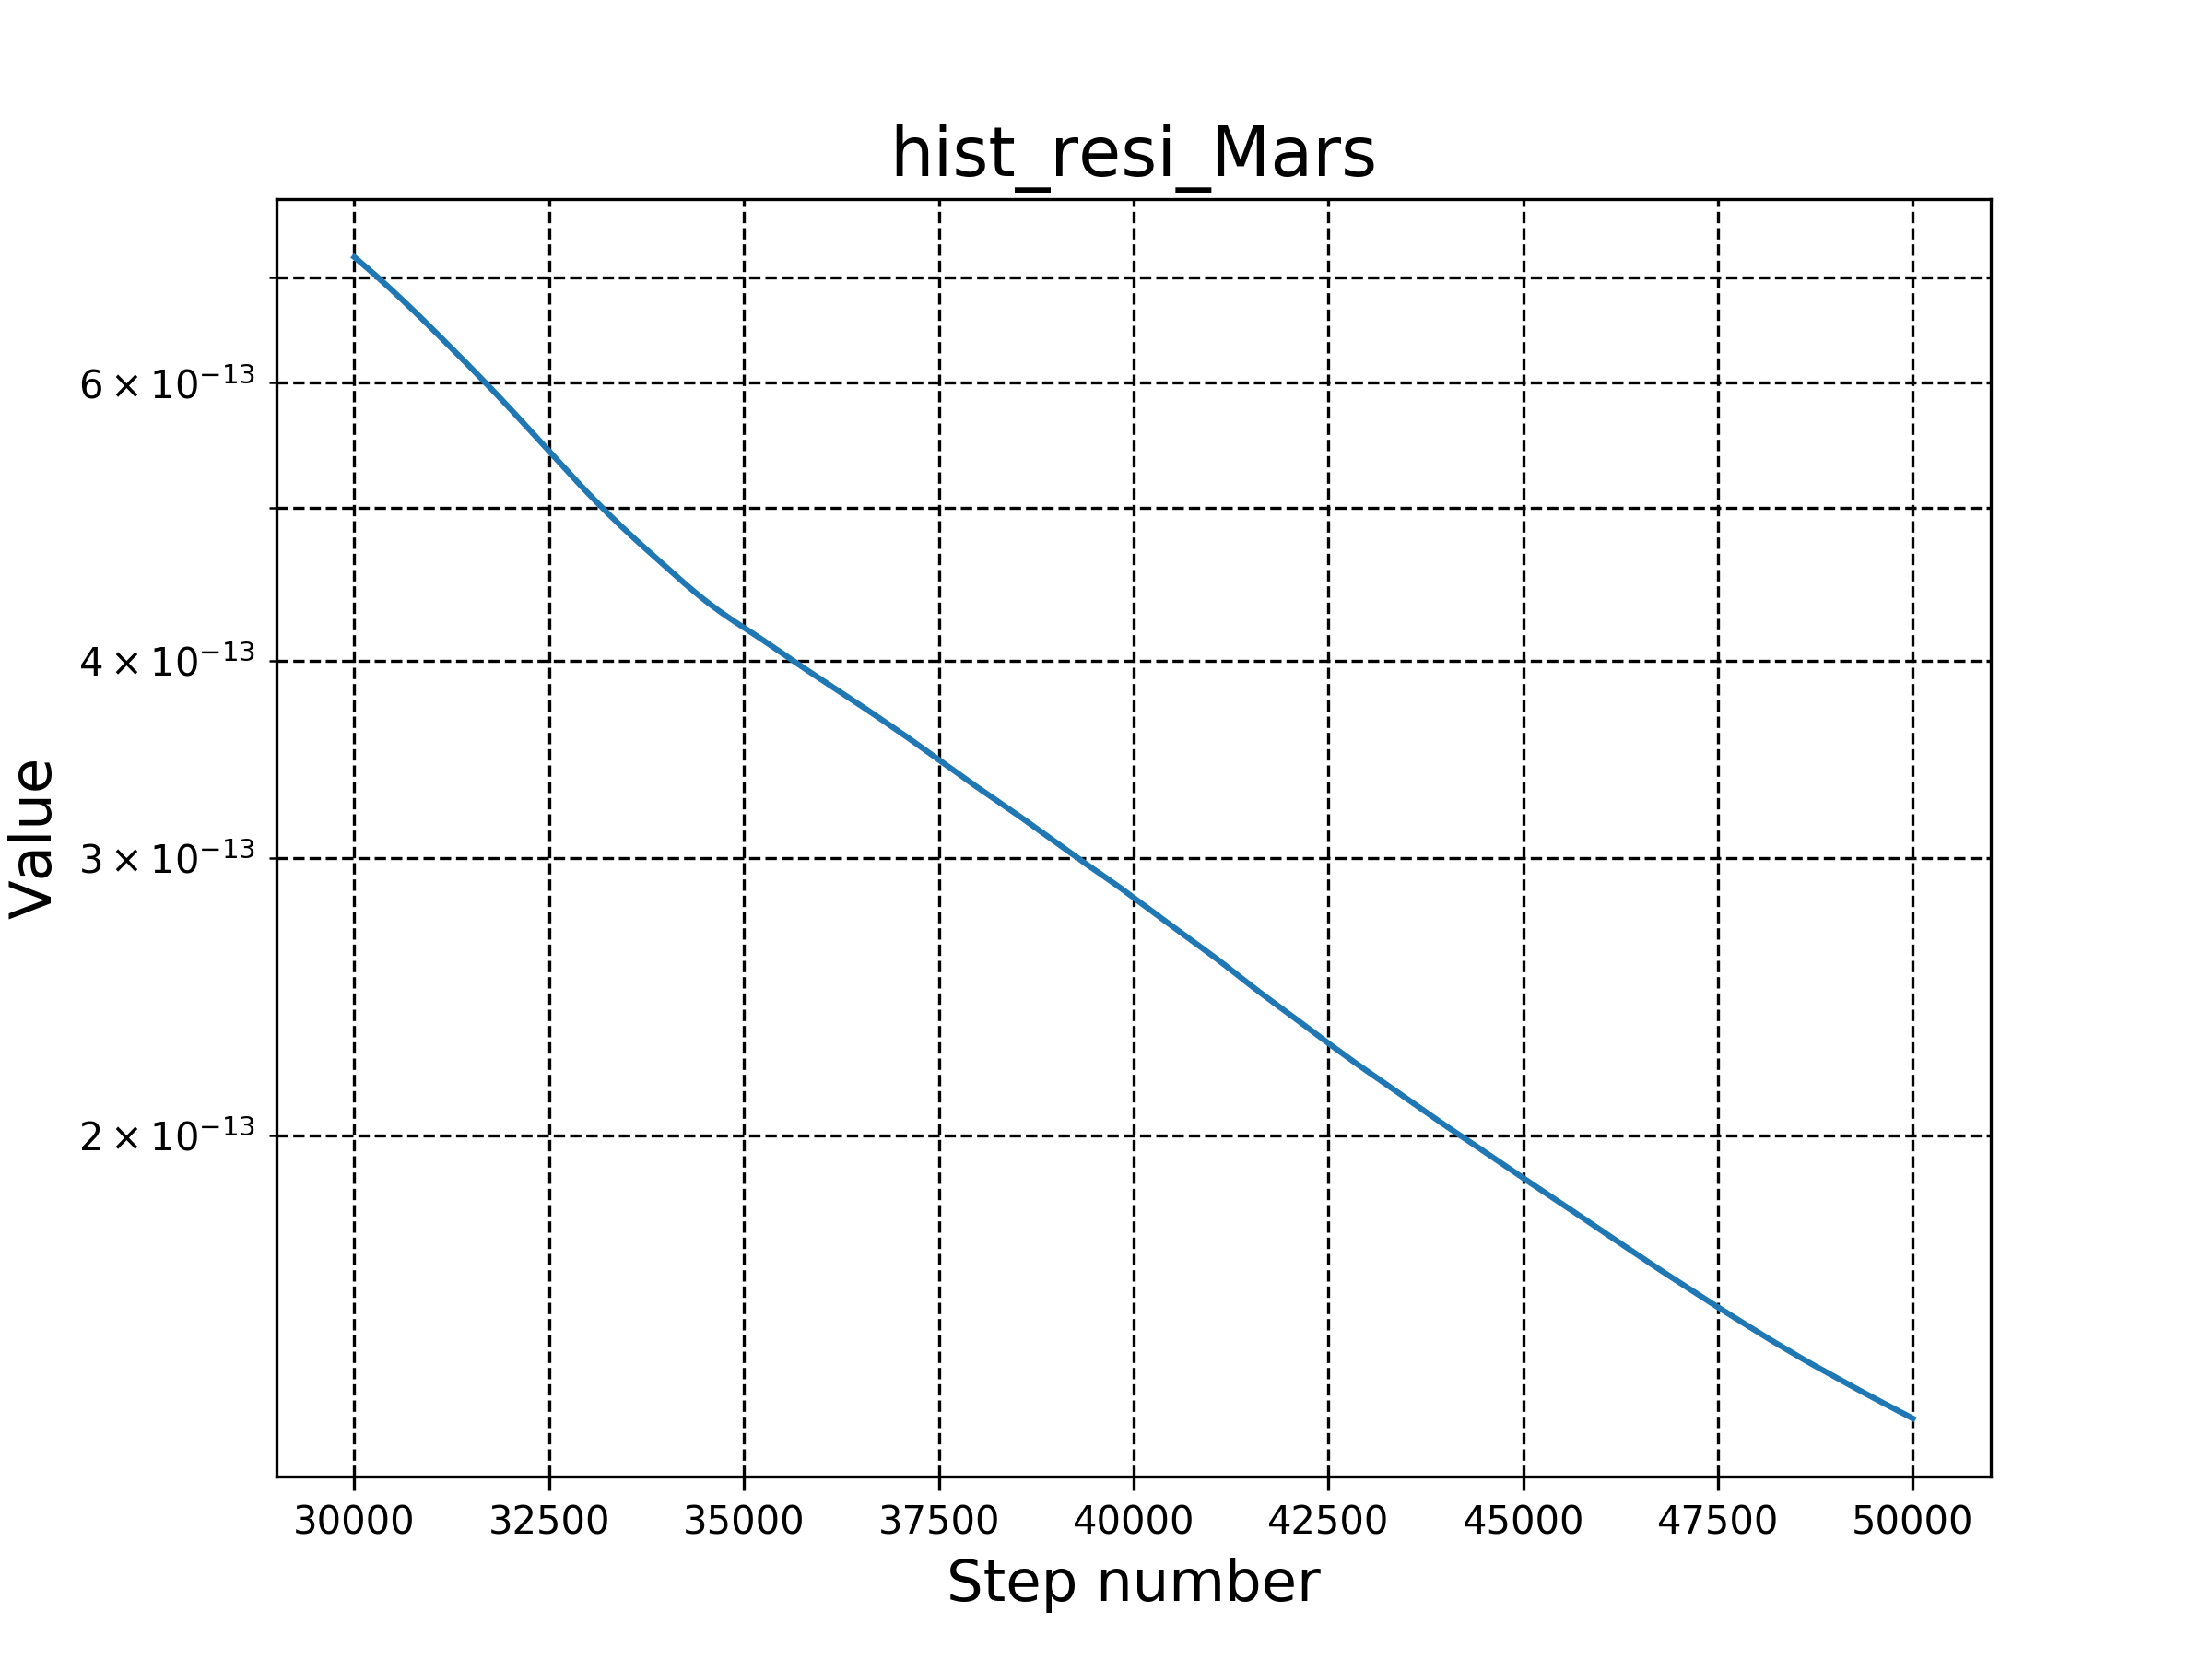 hist_resi_Mars
6 × 10⁻¹³
4 × 10⁻¹³
3 × 10⁻¹³
2 × 10⁻¹³
Value
30000 32500 35000 37500 40000 42500 45000 47500 50000
Step number